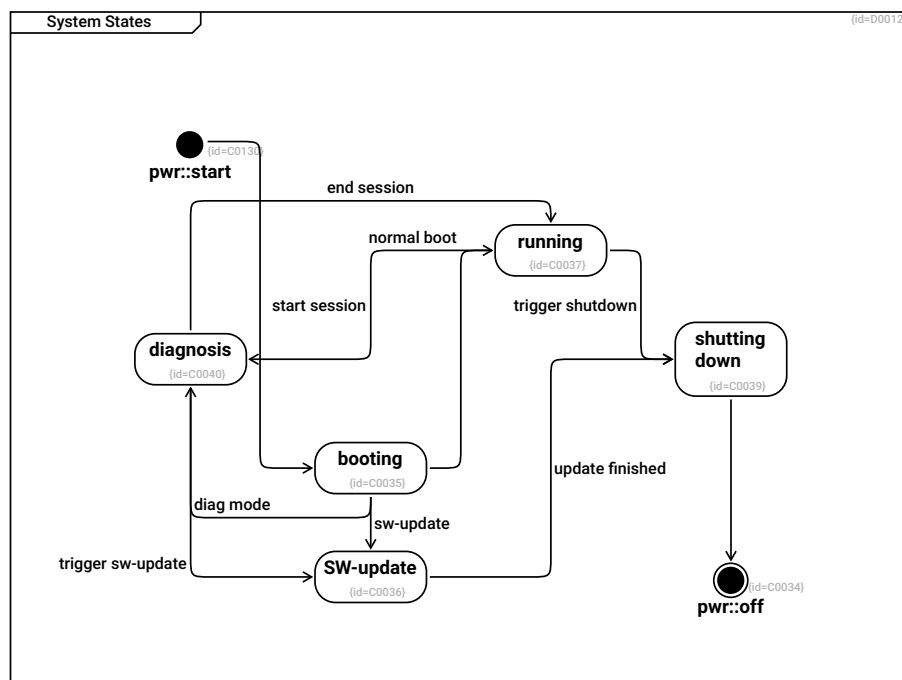 System States
{id=D0012
{id=C0130}
pwr::start
end session
normal boot
running
{id=C0037}
start session
trigger shutdown
diagnosis
{id=C0040}
shutting
down
{id=C0039}
booting
{id=C0035}
update finished
diag mode
sw-update
trigger sw-update
SW-update
{id=C0036}
{id=C0034}
pwr::off